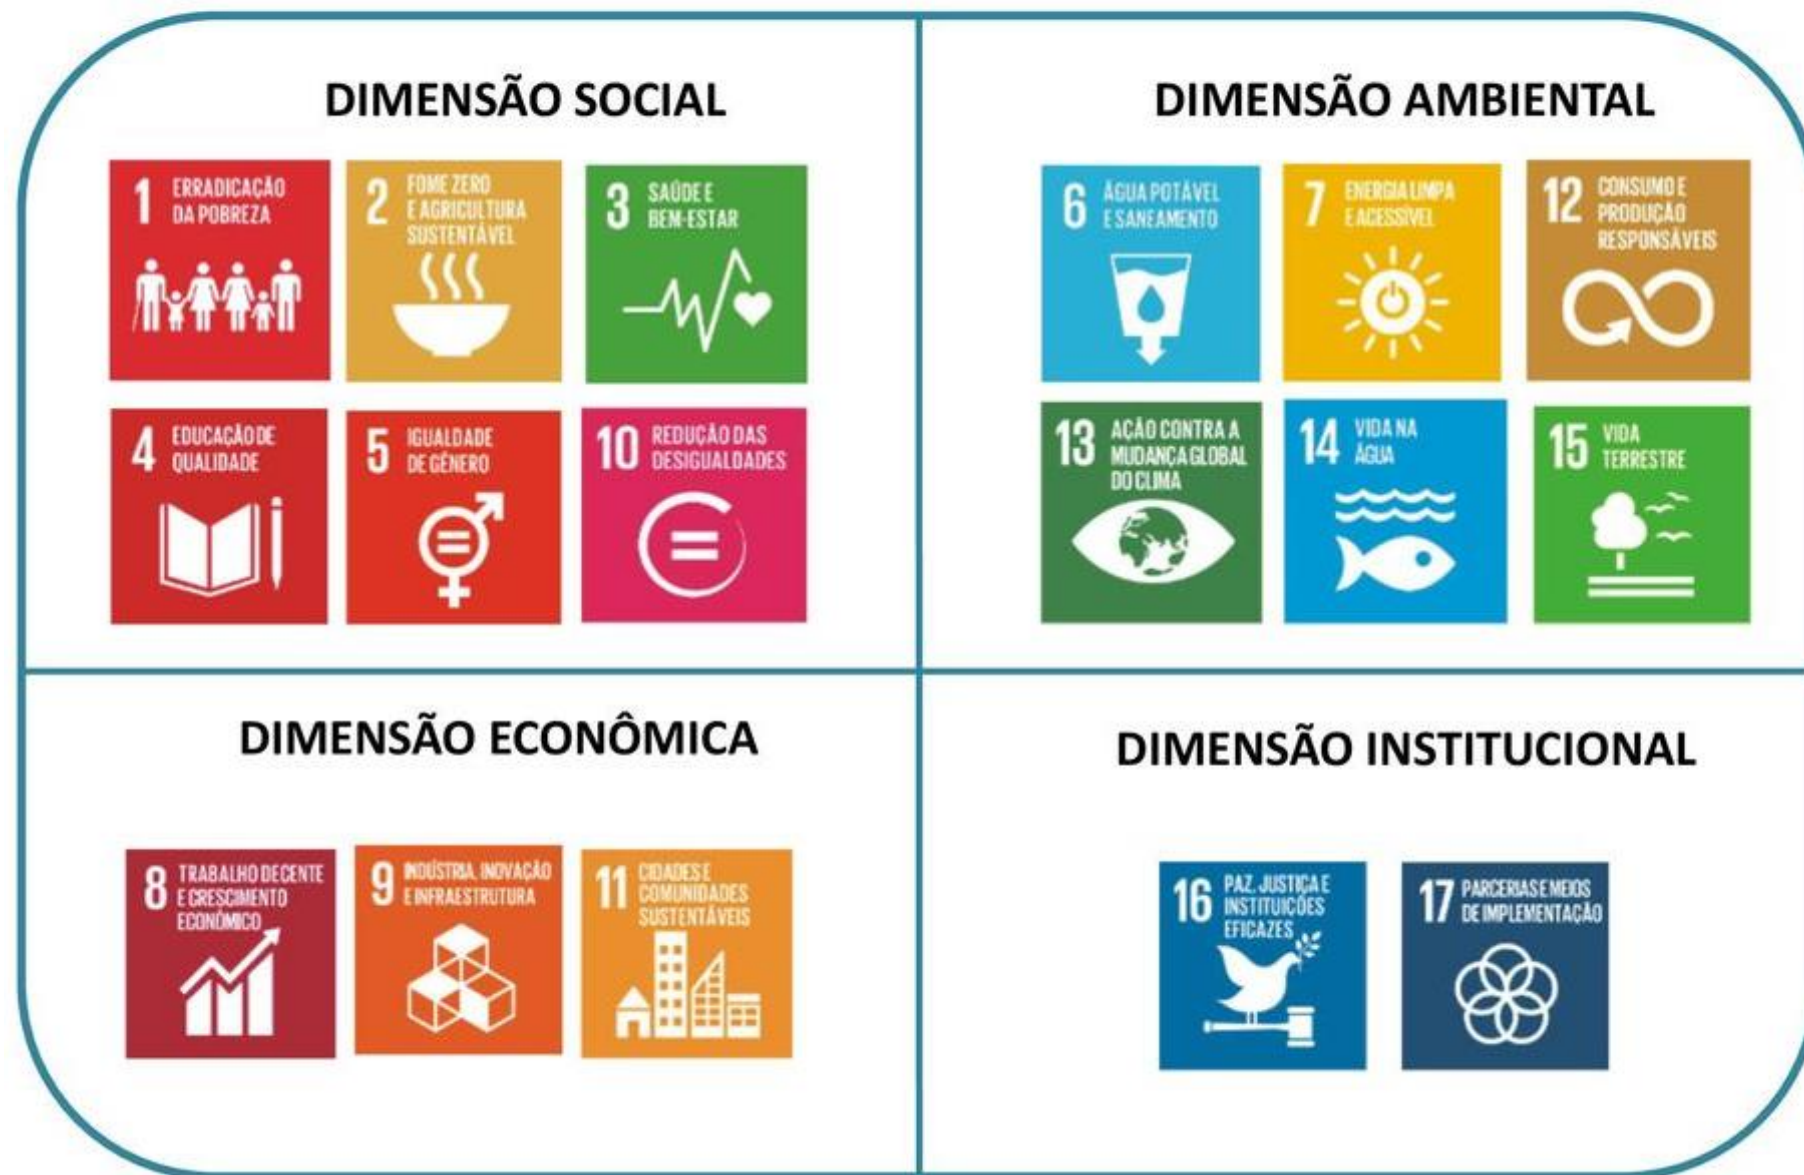 DIMENSÃO SOCIAL
1 ERRADICAÇÃO
DA POBREZA
2 FOME ZERO
E AGRICULTURA
SUSTENTÁVEL
3 SAÚDE E
BEM-ESTAR
4 EDUCAÇÃO DE
QUALIDADE
5 IGUALDADE
DE GÊNERO
10 REDUÇÃO DAS
DESIGUALDADES
DIMENSÃO AMBIENTAL
6 ÁGUA POTÁVEL
E SANEAMENTO
7 ENERGIA LIMPA
E ACESSÍVEL
12 CONSUMO E
PRODUÇÃO
RESPONSÁVEIS
13 AÇÃO CONTRA A
MUDANÇA GLOBAL
DO CLIMA
14 VIDA NA
ÁGUA
15 VIDA
TERRESTRE
DIMENSÃO ECONÔMICA
8 TRABALHO DECENTE
E CRESCIMENTO
ECONÔMICO
9 INDÚSTRIA, INOVAÇÃO
E INFRAESTRUTURA
11 CIDADES E
COMUNIDADES
SUSTENTÁVEIS
DIMENSÃO INSTITUCIONAL
16 PAZ, JUSTIÇA E
INSTITUIÇÕES
EFICAZES
17 PARCERIAS E MEIOS
DE IMPLEMENTAÇÃO